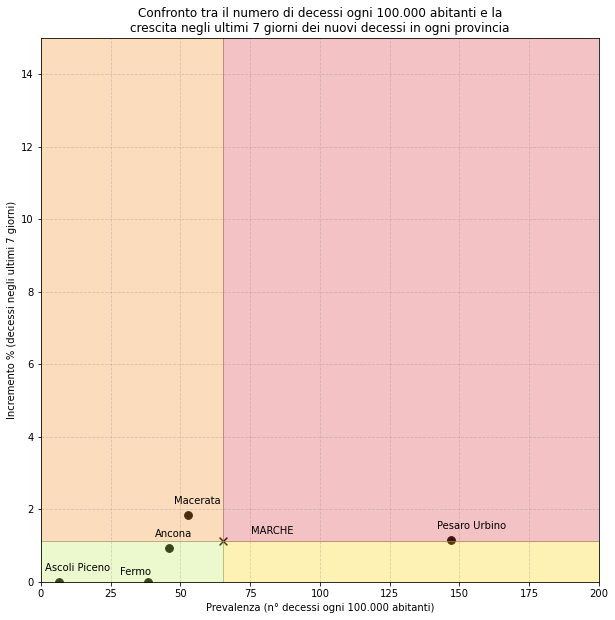 Confronto tra il numero di decessi ogni 100.000 abitanti e la
crescita negli ultimi 7 giorni dei nuovi decessi in ogni provincia
Incremento % (decessi negli ultimi 7 giorni)
14
12
10
8
6
4
2
0
Macerata
Ancona
MARCHE
Pesaro Urbino
Ascoli Piceno
Fermo
0 25 50 75 100 125 150 175 200
Prevalenza (n° decessi ogni 100.000 abitanti)